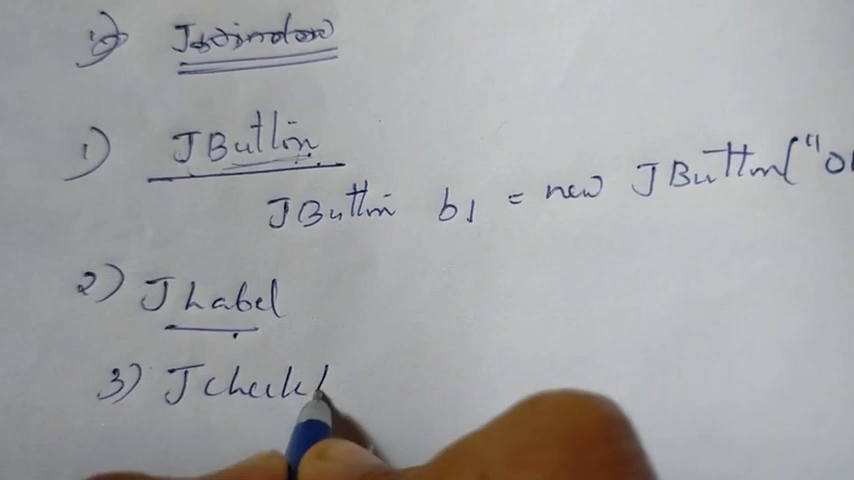 1) JButton
JButton b1 = new JButton("O
2) JLabel
3) Jcheck